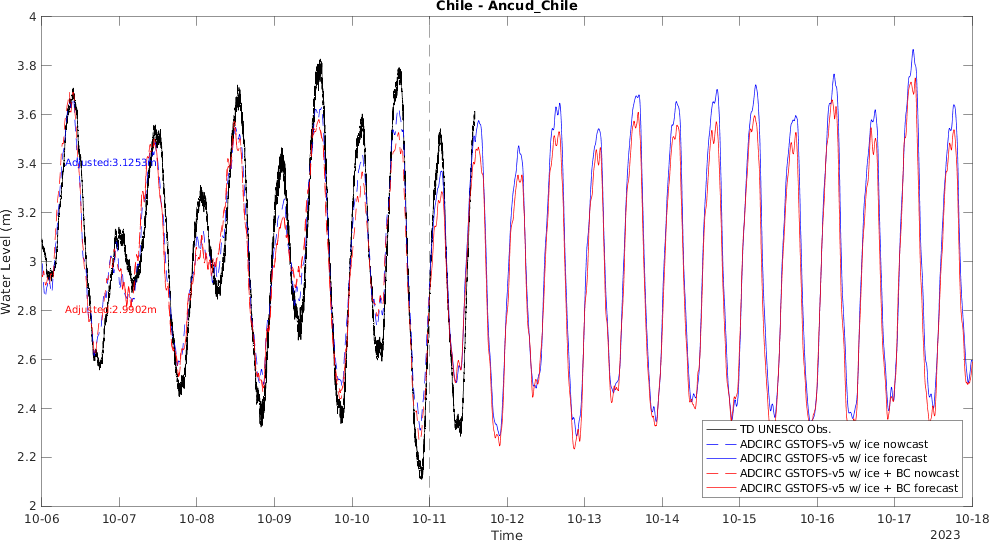 Chile - Ancud_Chile
4
3.8
3.6
3.4
3.2
3
2.8
2.6
2.4
2.2
2
Water Level (m)
Adjusted:3.1253m
Adjusted:2.9902m
TD UNESCO Obs.
ADCIRC GSTOFS-v5 w/ ice nowcast
ADCIRC GSTOFS-v5 w/ ice forecast
ADCIRC GSTOFS-v5 w/ ice + BC nowcast
ADCIRC GSTOFS-v5 w/ ice + BC forecast
10-06 10-07 10-08 10-09 10-10 10-11 10-12 10-13 10-14 10-15 10-16 10-17 10-18
Time
2023